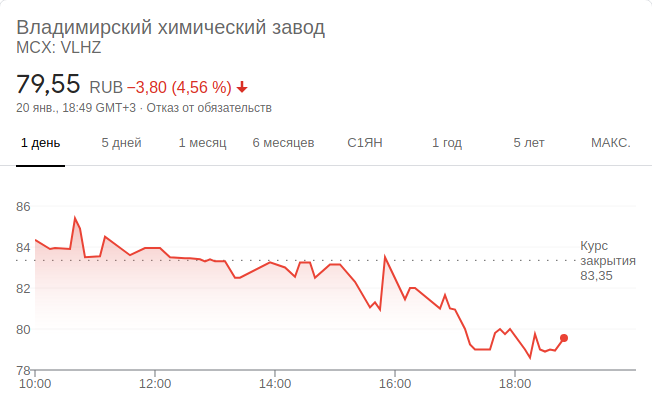 Владимирский химический завод
MCX: VLHZ
79,55 RUB −3,80 (4,56 %)
20 янв., 18:49 GMT+3 · Отказ от обязательств
1 день 5 дней 1 месяц 6 месяцев С1ЯН 1 год 5 лет МАКС.
86
84
82
80
78
Курс
закрытия
83,35
10:00 12:00 14:00 16:00 18:00